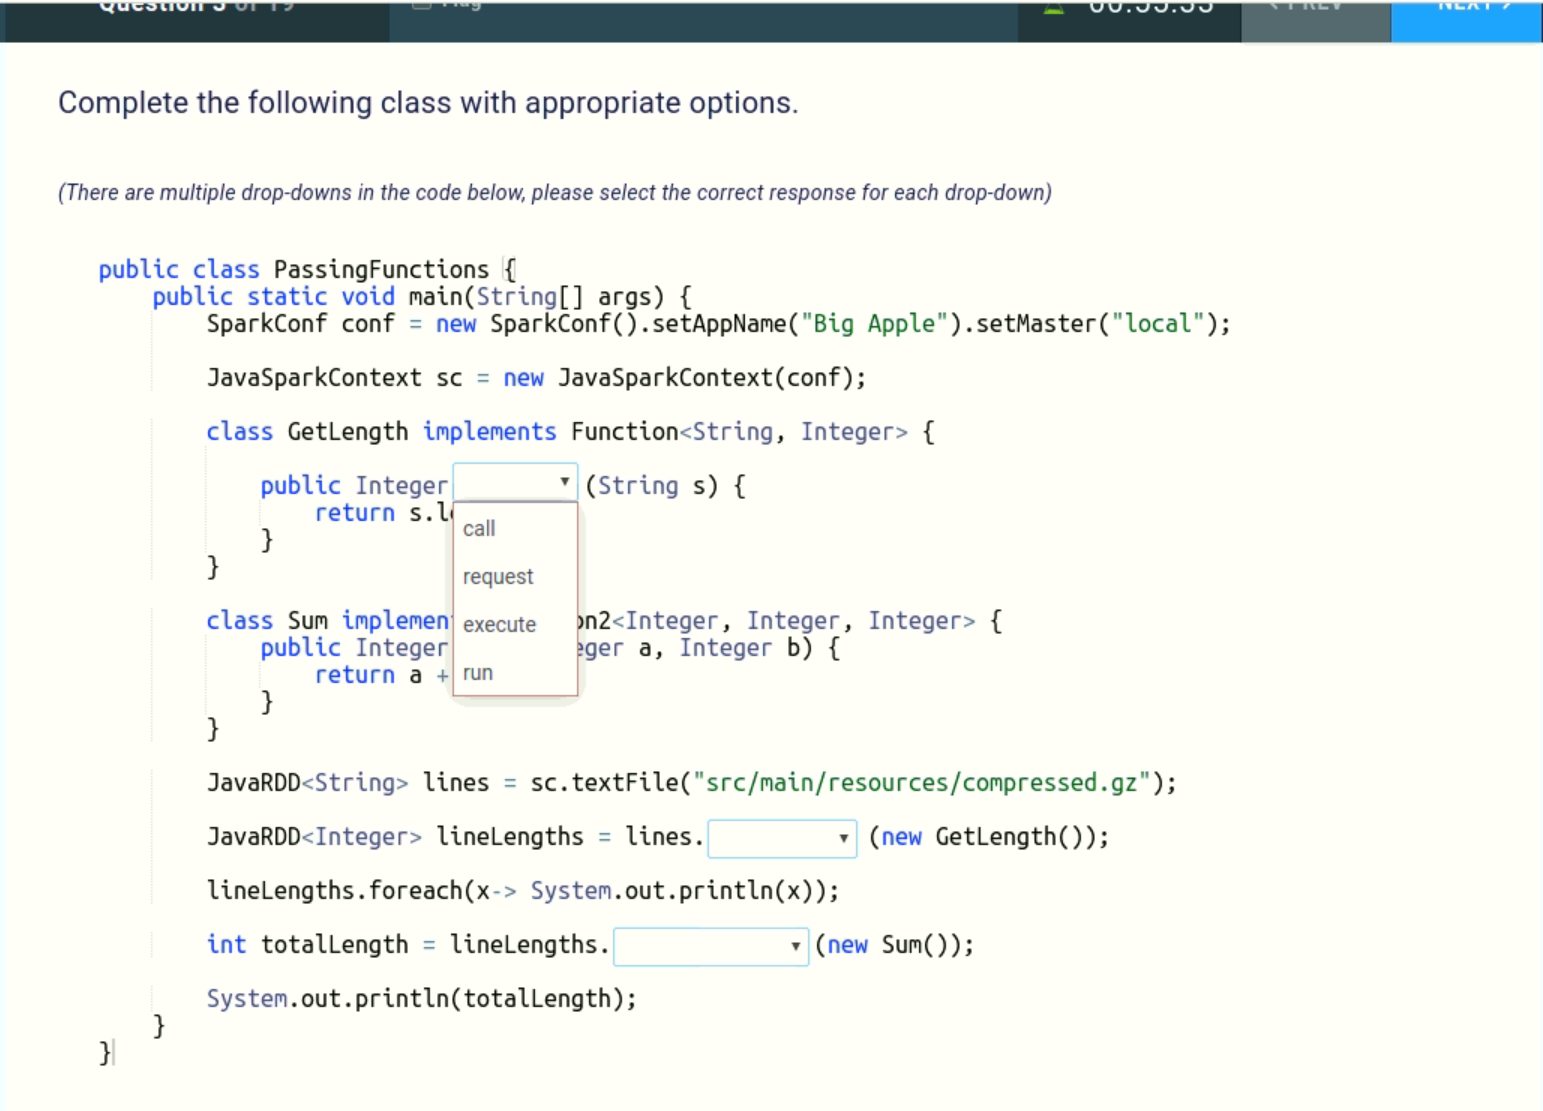 Question 3 of 19
Flag
00:55:55
< PREV
NEXT >
Complete the following class with appropriate options.
(There are multiple drop-downs in the code below, please select the correct response for each drop-down)
public class PassingFunctions {
public static void main(String[] args) {
SparkConf conf = new SparkConf().setAppName("Big Apple").setMaster("local");
JavaSparkContext sc = new JavaSparkContext(conf);
class GetLength implements Function<String, Integer> {
public Integer (String s) {
return s.l
call
}
}
request
class Sum implemen on2<Integer, Integer, Integer> {
execute
public Integer eger a, Integer b) {
return a +
run
}
}
JavaRDD<String> lines = sc.textFile("src/main/resources/compressed.gz");
JavaRDD<Integer> lineLengths = lines. (new GetLength());
lineLengths.foreach(x-> System.out.println(x));
int totalLength = lineLengths. (new Sum());
System.out.println(totalLength);
}
}